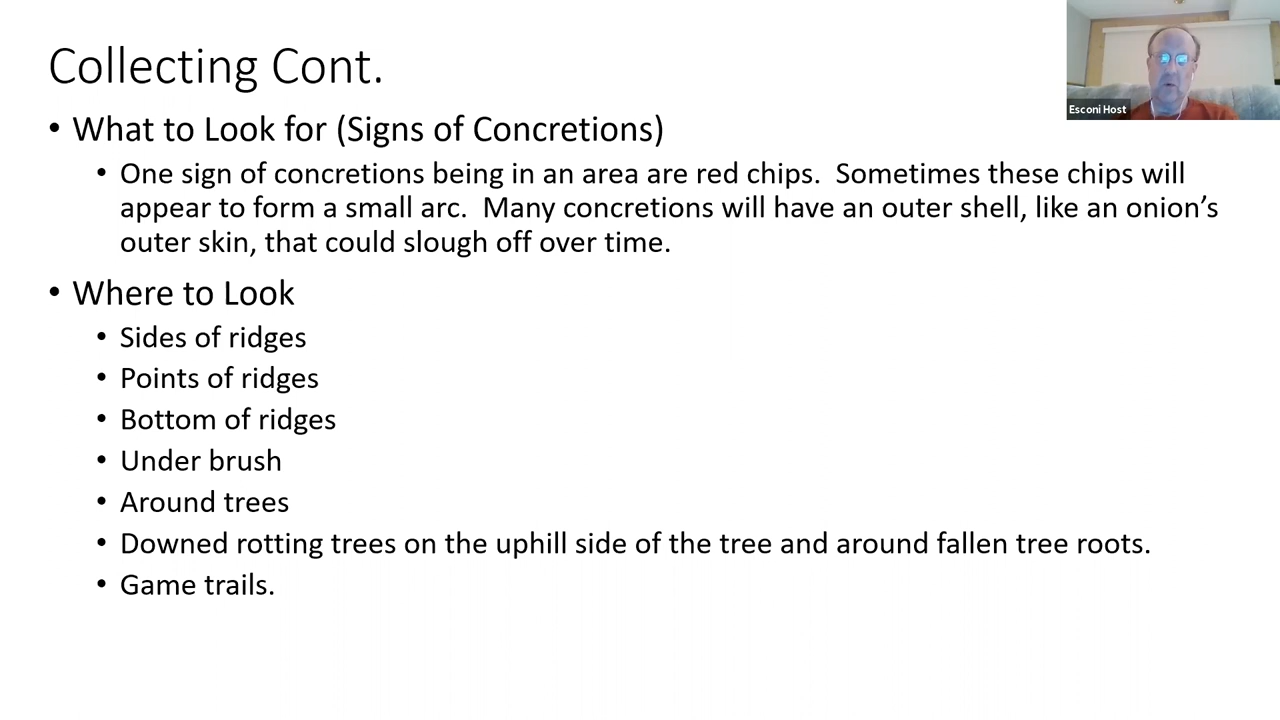 Collecting Cont.
Esconi Host
• What to Look for (Signs of Concretions)
• One sign of concretions being in an area are red chips.  Sometimes these chips will
appear to form a small arc.  Many concretions will have an outer shell, like an onion’s
outer skin, that could slough off over time.
• Where to Look
• Sides of ridges
• Points of ridges
• Bottom of ridges
• Under brush
• Around trees
• Downed rotting trees on the uphill side of the tree and around fallen tree roots.
• Game trails.